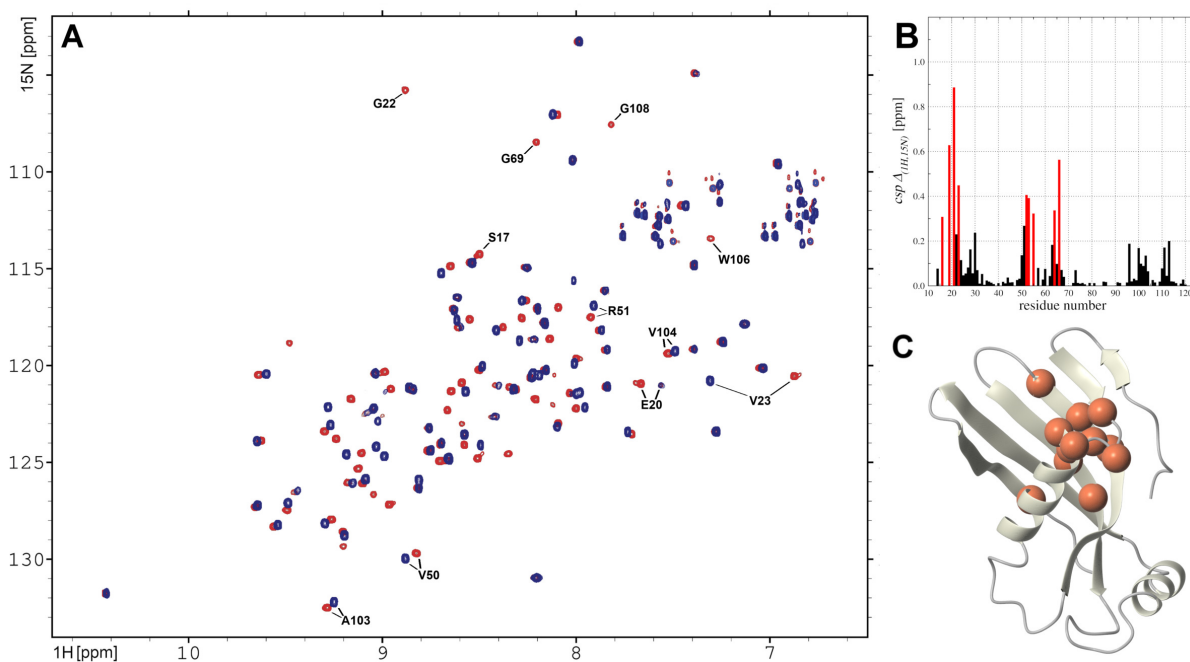 A
15N [ppm]
15
110
115
120
125
130
G22
G108
G69
S17
W106
R51
V104
V23
E20
V50
A103
1H [ppm]
10
9
8
7
B
csp Δ(1H,15N) [ppm]
1.0
0.8
0.6
0.4
0.2
0.0
10 20 30 40 50 60 70 80 90 100 110 120
residue number
C